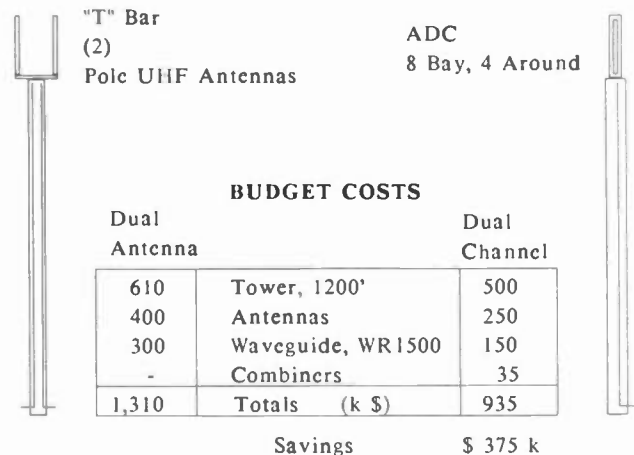 "T" Bar
(2)
Pole UHF Antennas
ADC
8 Bay, 4 Around
BUDGET COSTS
Dual Antenna
Dual Channel
610 Tower, 1200' 500
400 Antennas 250
300 Waveguide, WR1500 150
- Combiners 35
1,310 Totals (k $) 935
Savings $ 375 k